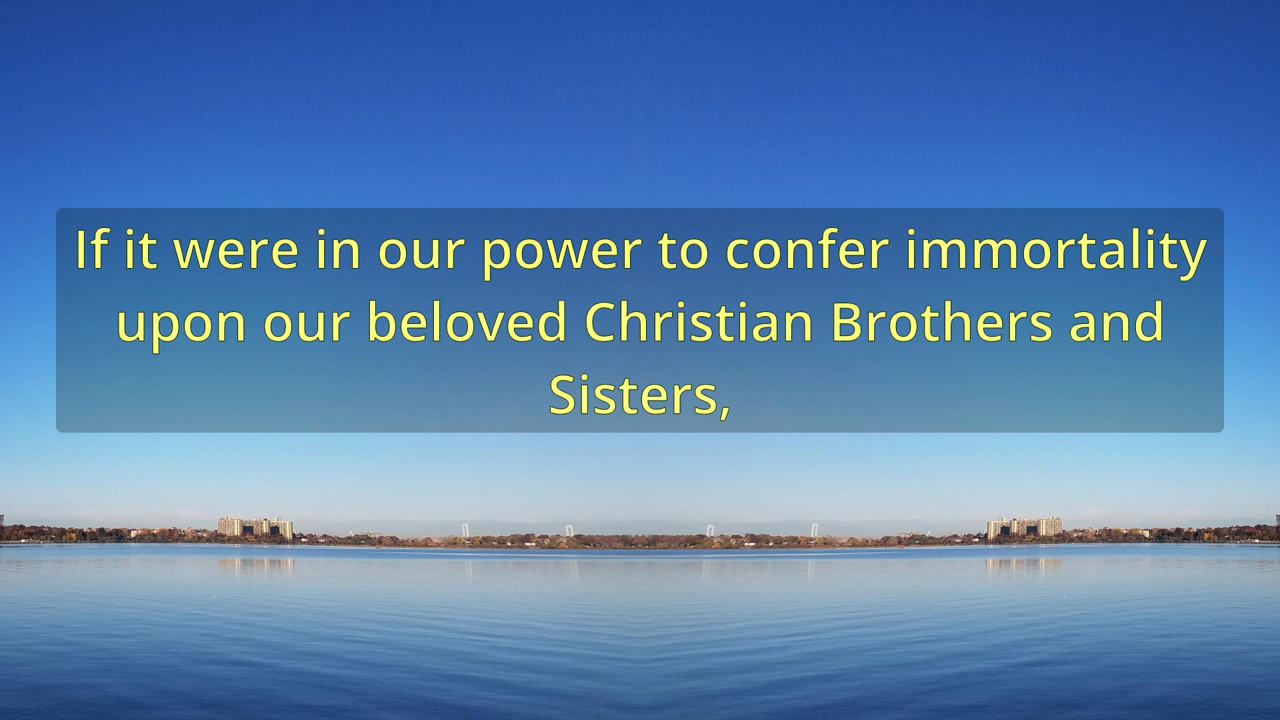 If it were in our power to confer immortality
upon our beloved Christian Brothers and
Sisters,